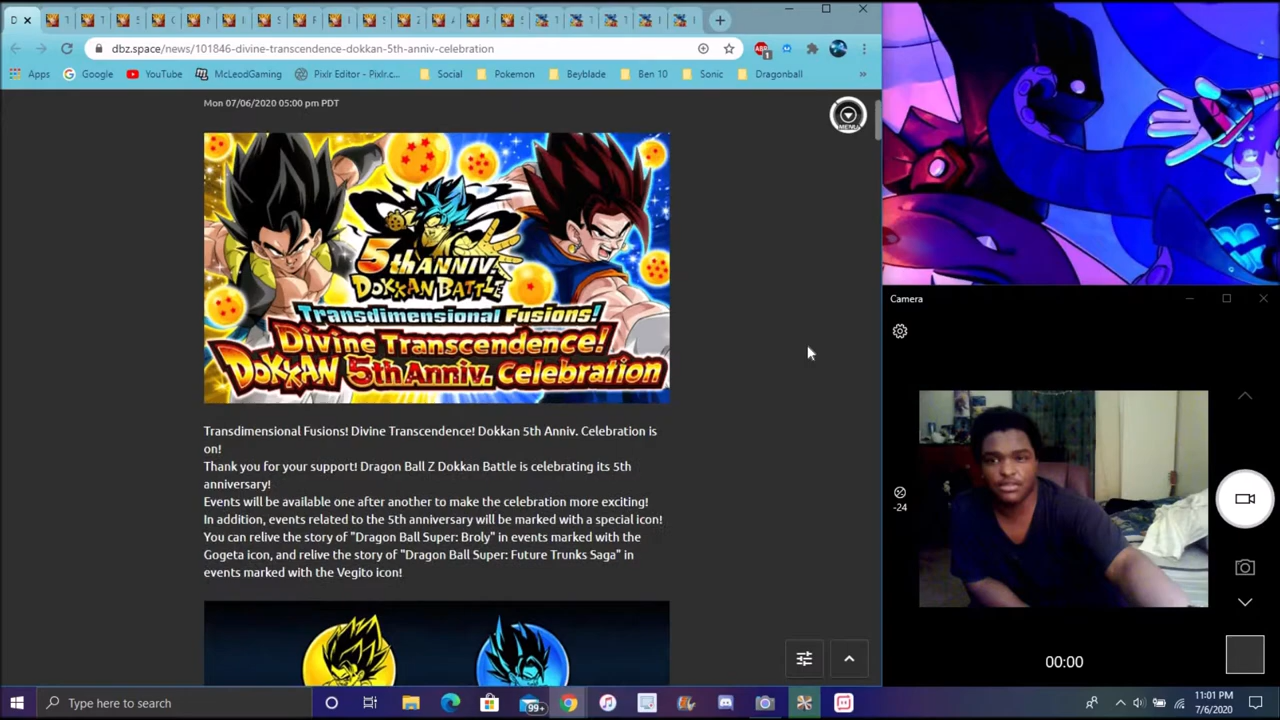 D
T
T
5
T
C
N
I
S
F
I
S
2
A
F
5
T
T
T
I
I
dbz.space/news/101846-divine-transcendence-dokkan-5th-anniv-celebration
ABP
1
Apps
Google
YouTube
McLeodGaming
Pixlr Editor - Pixlr.c...
Social
Pokemon
Beyblade
Ben 10
Sonic
Dragonball
»
Mon 07/06/2020 05:00 pm PDT
MENU
5th ANNIV.
DOKKAN BATTLE
Transdimensional Fusions!
Divine Transcendence!
DOKKAN 5th Anniv. Celebration
Transdimensional Fusions! Divine Transcendence! Dokkan 5th Anniv. Celebration is
on!
Thank you for your support! Dragon Ball Z Dokkan Battle is celebrating its 5th
anniversary!
Events will be available one after another to make the celebration more exciting!
In addition, events related to the 5th anniversary will be marked with a special icon!
You can relive the story of "Dragon Ball Super: Broly" in events marked with the
Gogeta icon, and relive the story of "Dragon Ball Super: Future Trunks Saga" in
events marked with the Vegito icon!
Camera
-24
00:00
Type here to search
99+
11:01 PM
7/6/2020